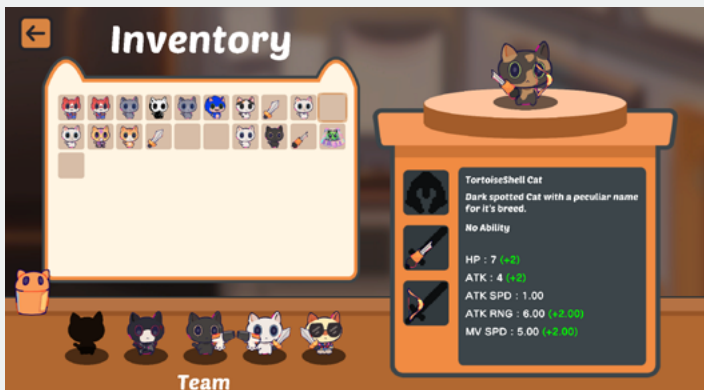 Inventory
TortoiseShell Cat
Dark spotted Cat with a peculiar name
for it's breed.
No Ability
HP : 7 (+2)
ATK : 4 (+2)
ATK SPD : 1.00
ATK RNG : 6.00 (+2.00)
MV SPD : 5.00 (+2.00)
Team